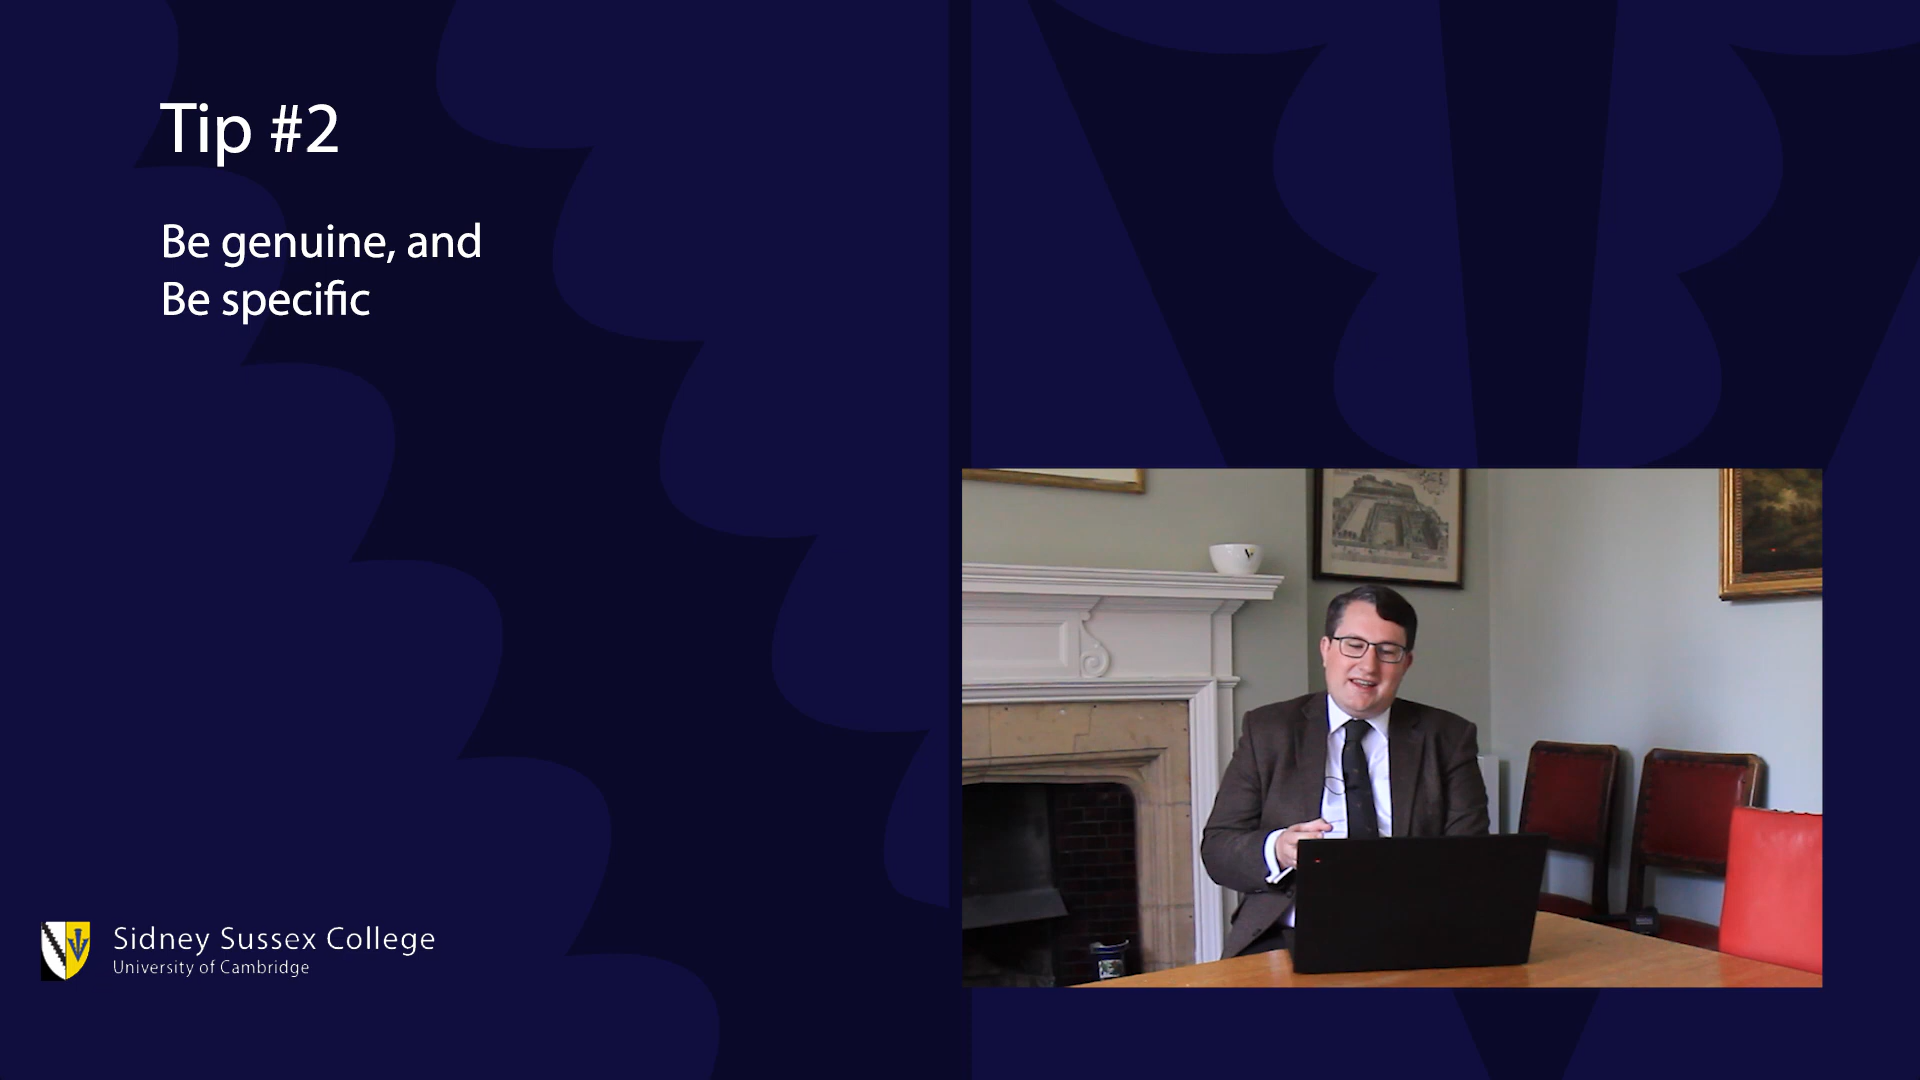 Tip #2
Be genuine, and
Be specific
Sidney Sussex College
University of Cambridge